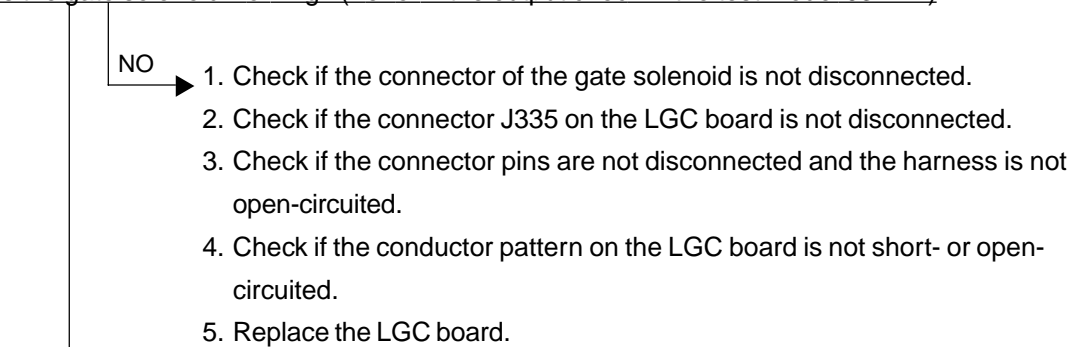 NO
1. Check if the connector of the gate solenoid is not disconnected.
2. Check if the connector J335 on the LGC board is not disconnected.
3. Check if the connector pins are not disconnected and the harness is not
open-circuited.
4. Check if the conductor pattern on the LGC board is not short- or open-
circuited.
5. Replace the LGC board.